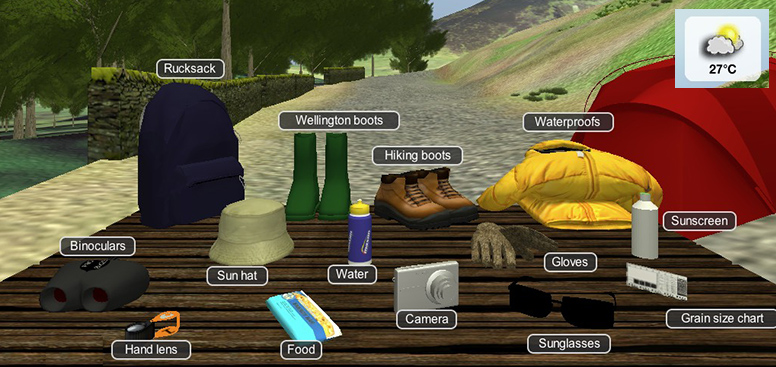 27°C
Rucksack
Wellington boots
Waterproofs
Hiking boots
Sunscreen
Binoculars
Sun hat
Water
Gloves
Camera
Grain size chart
Hand lens
Food
Sunglasses